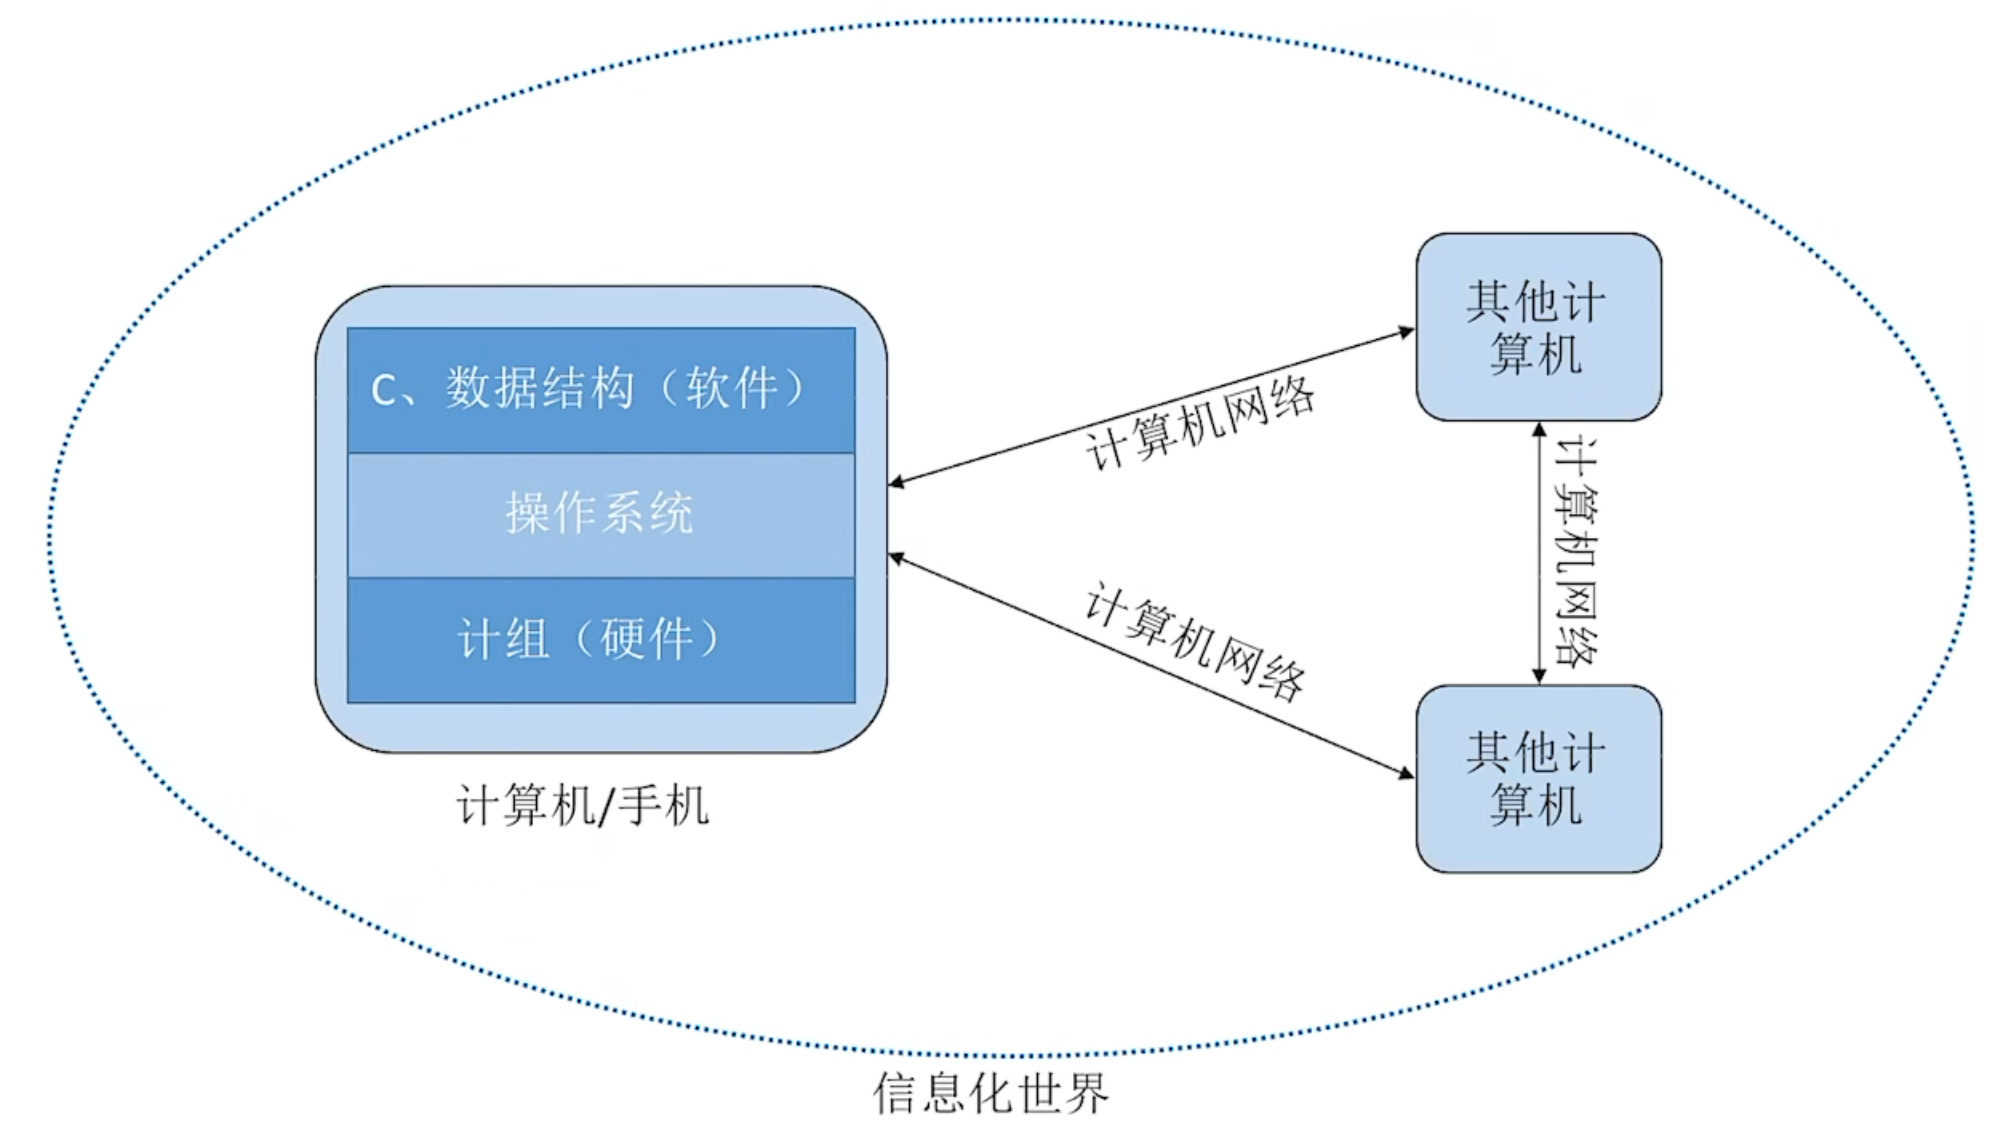 C、数据结构（软件）
操作系统
计组（硬件）
计算机/手机
计算机网络
计算机网络
其他计
算机
计算机网络
其他计
算机
信息化世界